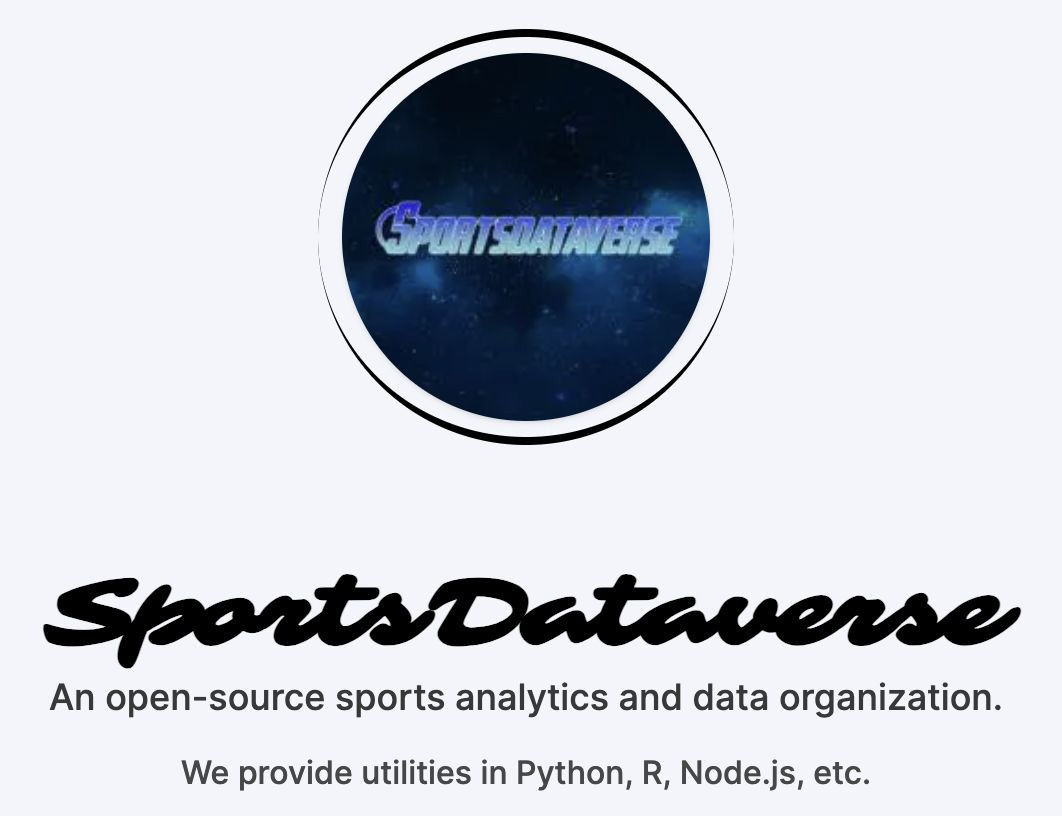 SPORTSDATAVERSE
SportsDataverse
An open-source sports analytics and data organization.
We provide utilities in Python, R, Node.js, etc.